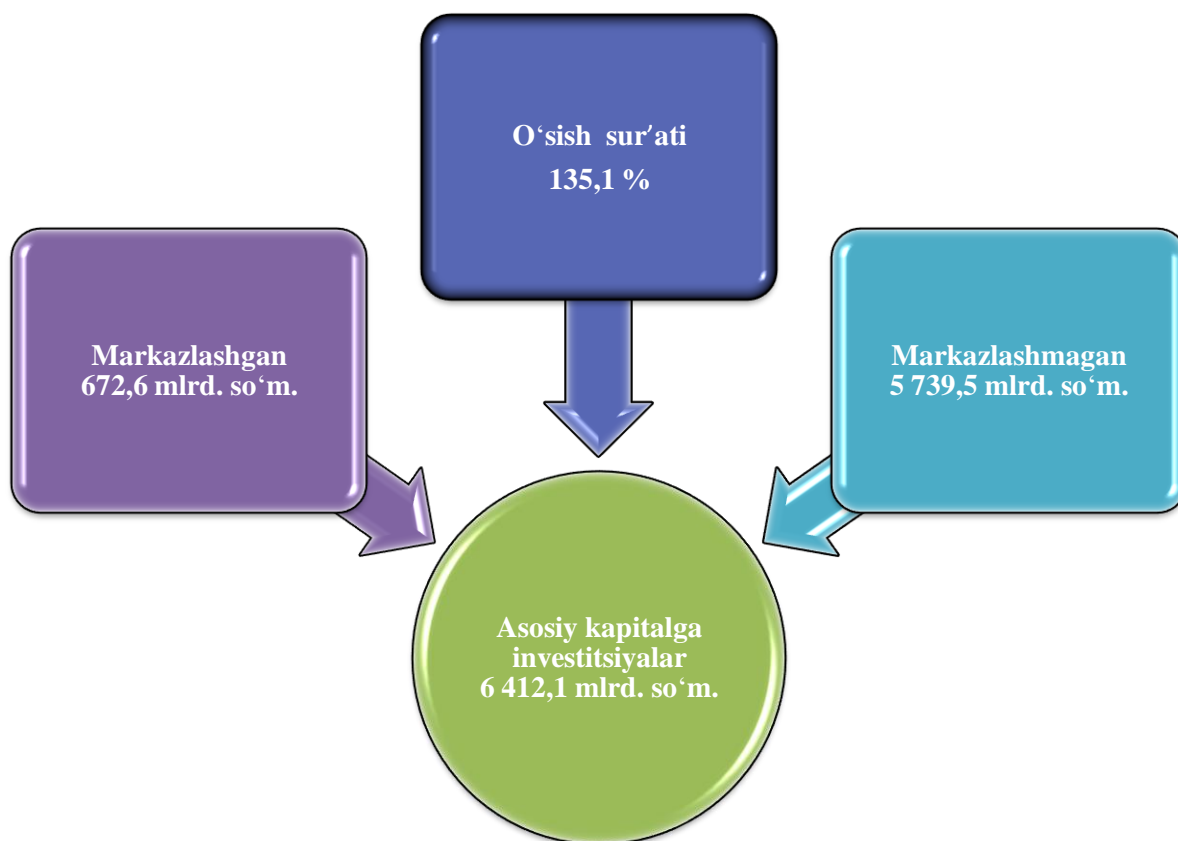 O‘sish sur’ati
135,1 %
Markazlashgan
672,6 mlrd. so‘m.
Markazlashmagan
5 739,5 mlrd. so‘m.
Asosiy kapitalga
investitsiyalar
6 412,1 mlrd. so‘m.